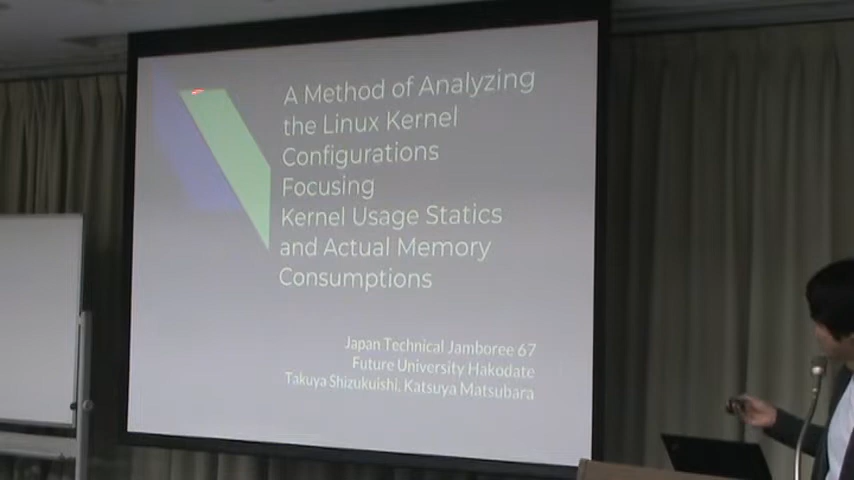 A Method of Analyzing
the Linux Kernel
Configurations
Focusing
Kernel Usage Statics
and Actual Memory
Consumptions
Japan Technical Jamboree 67
Future University Hakodate
Takuya Shizukuishi, Katsuya Matsubara